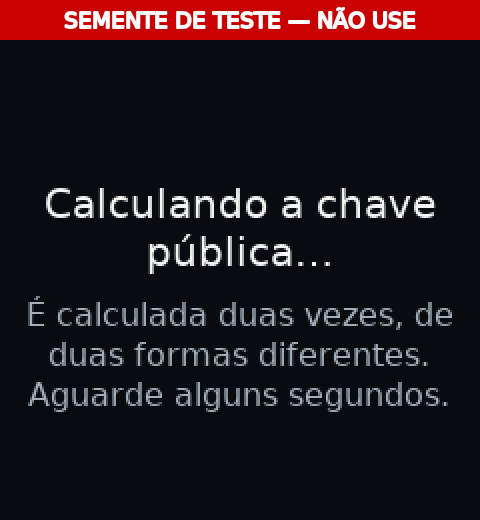 SEMENTE DE TESTE — NÃO USE
Calculando a chave
pública...
É calculada duas vezes, de
duas formas diferentes.
Aguarde alguns segundos.